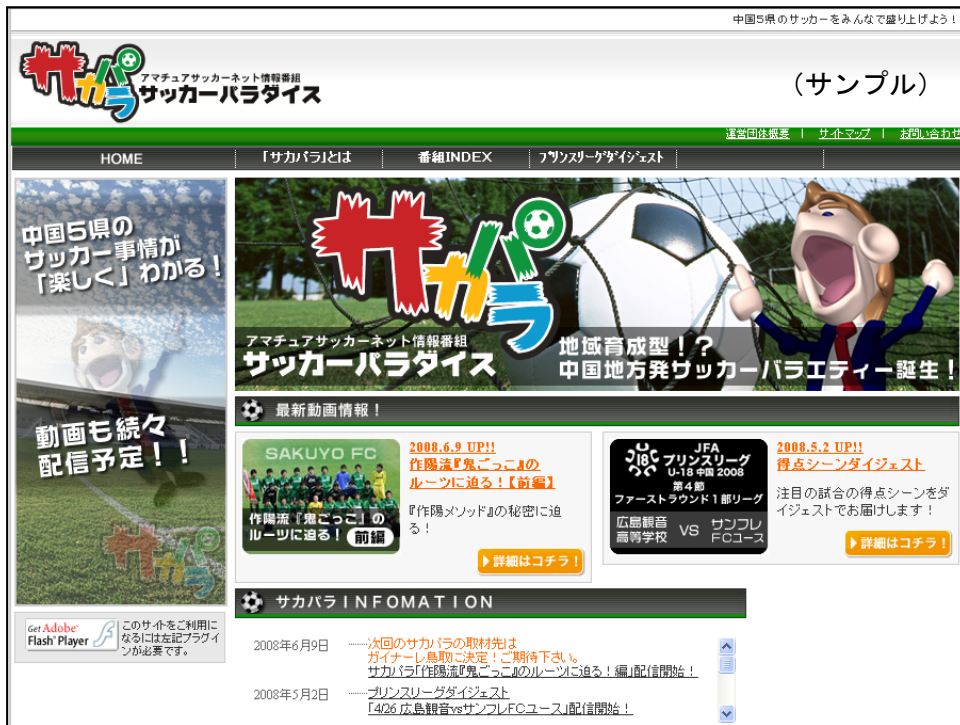 中国5県のサッカーをみんなで盛り上げよう！
サカパラ
アマチュアサッカーネット情報番組
サッカーパラダイス
（サンプル）
運営団体概要 | サイトマップ | お問い合わせ
HOME
「サカパラ」とは
番組INDEX
プリンスリーグダイジェスト
中国5県の
サッカー事情が
「楽しく」わかる！
動画も続々
配信予定！！
サカパラ
サカパラ
アマチュアサッカーネット情報番組
サッカーパラダイス
地域育成型！？
中国地方発サッカーバラエティー誕生！
最新動画情報！
SAKUYO FC
作陽流『鬼ごっこ』の
ルーツに迫る！ 前編
2008.6.9 UP!!
作陽流『鬼ごっこ』の
ルーツに迫る！【前編】
『作陽メソッド』の秘密に迫
る！
詳細はコチラ！
JFA
プリンスリーグ
U-18 中国 2008
第4節
ファーストラウンド1部リーグ
広島観音
高等学校
VS
サンフレ
FCユース
2008.5.2 UP!!
得点シーンダイジェスト
注目の試合の得点シーンをダ
イジェストでお届けします！
詳細はコチラ！
サカパラ ＩＮＦＯＭＡＴＩＯＮ
Get Adobe
Flash Player
このサイトをご利用に
なるには左記プラグイ
ンが必要です。
2008年6月9日
次回のサカパラの取材先は
ガイナーレ鳥取に決定！ご期待下さい。
サカパラ「作陽流『鬼ごっこ』のルーツに迫る！編」配信開始！
2008年5月2日
プリンスリーグダイジェスト
「4/26 広島観音vsサンフレFCユース」配信開始！